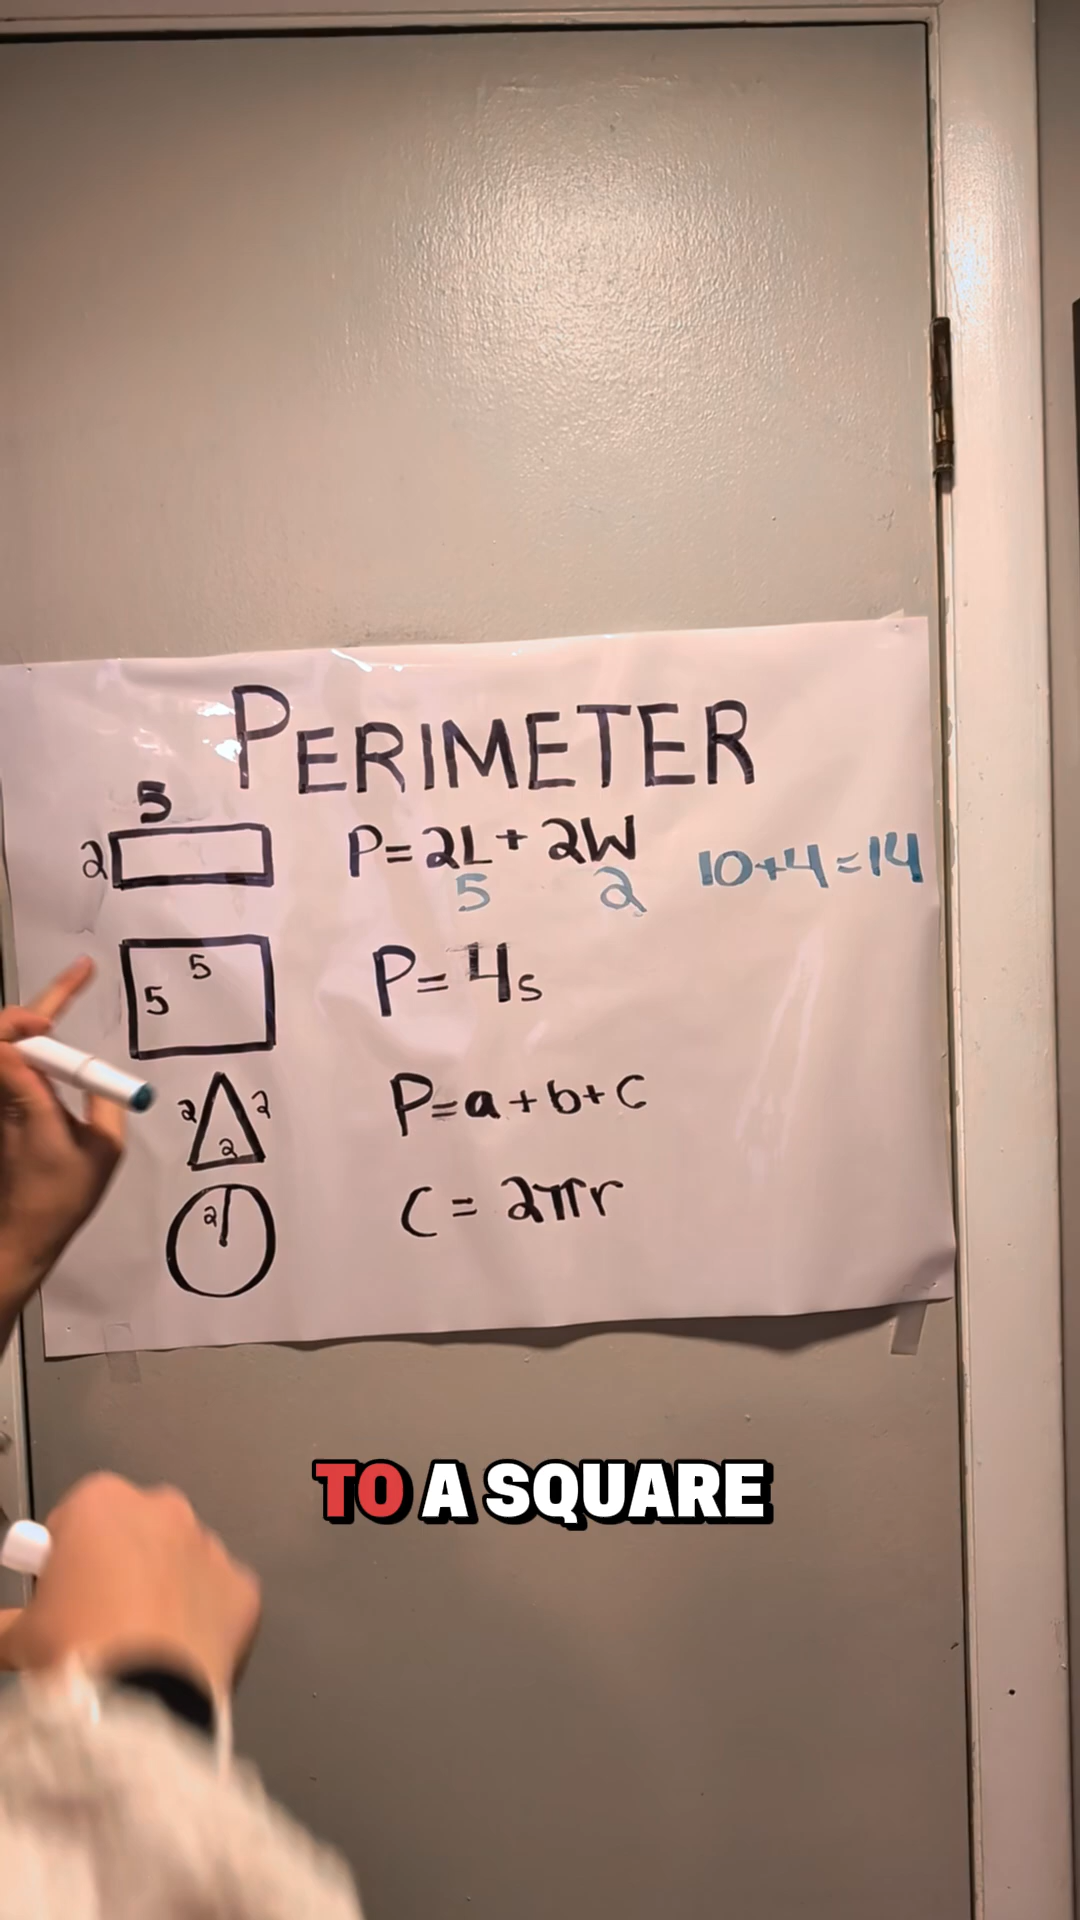 PERIMETER
5
2
P=2L+2W
5 2
10+4=14
5
5
P=4s
2 2
2
P=a+b+c
2
C=2πr
TO A SQUARE